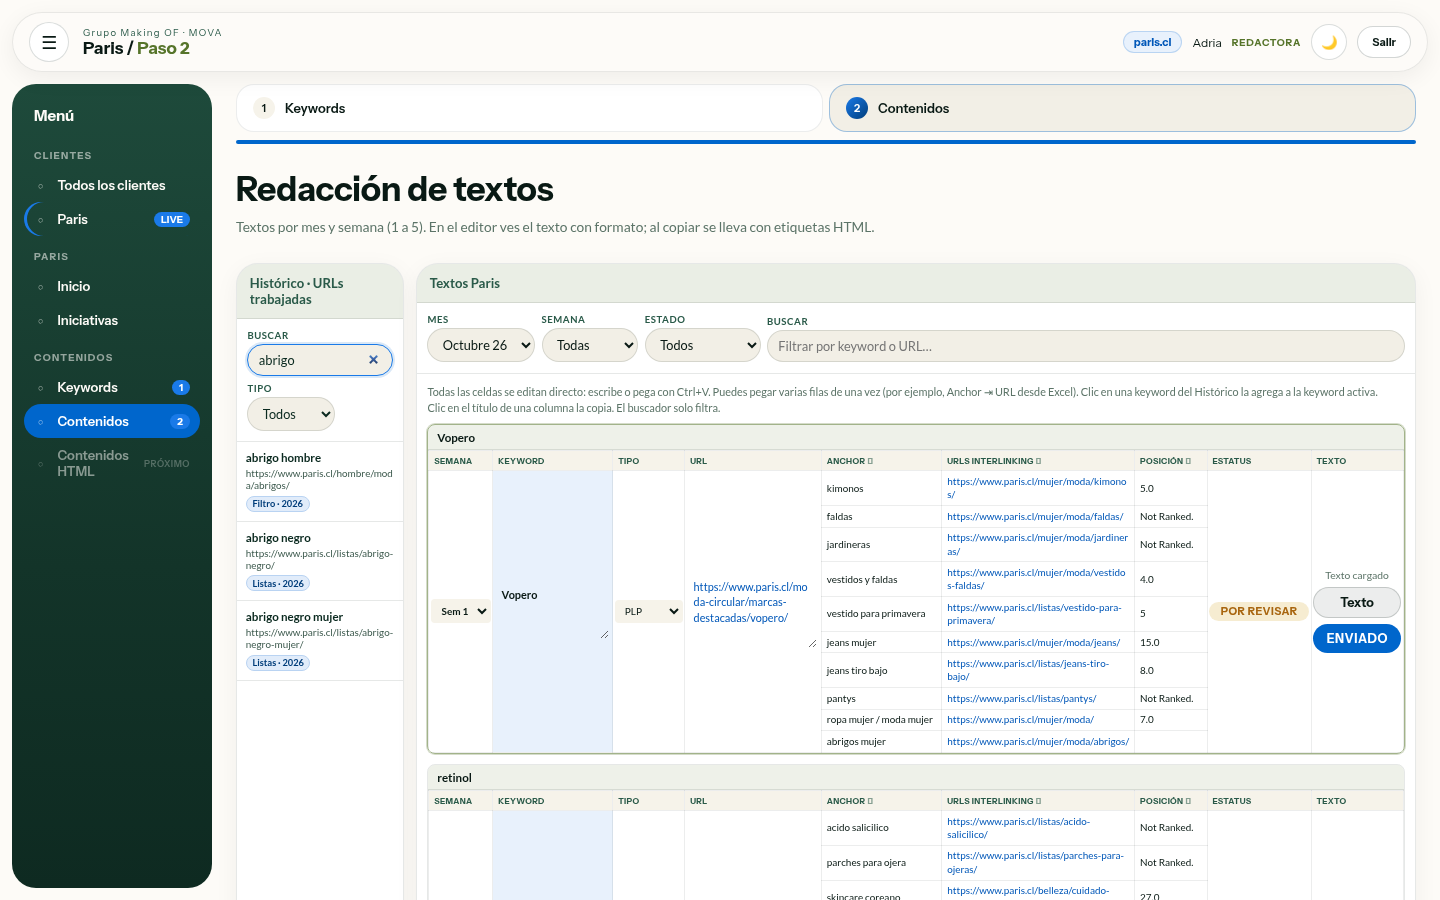 Grupo Making OF · MOVA
Paris / Paso 2
paris.cl
Adria
REDACTORA
Salir
Menú
CLIENTES
Todos los clientes
Paris
LIVE
PARIS
Inicio
Iniciativas
CONTENIDOS
Keywords
1
Contenidos
2
Contenidos HTML
PRÓXIMO
1 Keywords
2 Contenidos
Redacción de textos
Textos por mes y semana (1 a 5). En el editor ves el texto con formato; al copiar se lleva con etiquetas HTML.
Histórico · URLs
trabajadas
BUSCAR
abrigo
TIPO
Todos
abrigo hombre
https://www.paris.cl/hombre/mod
a/abrigos/
Filtro · 2026
abrigo negro
https://www.paris.cl/listas/abrigo-
negro/
Listas · 2026
abrigo negro mujer
https://www.paris.cl/listas/abrigo-
negro-mujer/
Listas · 2026
Textos Paris
MES
Octubre 26
SEMANA
Todas
ESTADO
Todos
BUSCAR
Filtrar por keyword o URL...
Todas las celdas se editan directo: escribe o pega con Ctrl+V. Puedes pegar varias filas de una vez (por ejemplo, Anchor ⇥ URL desde Excel). Clic en una keyword del Histórico la agrega a la keyword activa.
Clic en el título de una columna la copia. El buscador solo filtra.
Vopero
SEMANA KEYWORD TIPO URL ANCHOR URLS INTERLINKING POSICIÓN ESTATUS TEXTO
Sem 1
Vopero
PLP
https://www.paris.cl/mo
da-circular/marcas-
destacadas/vopero/
kimonos https://www.paris.cl/mujer/moda/kimono
s/ 5.0
faldas https://www.paris.cl/mujer/moda/faldas/ Not Ranked.
jardineras https://www.paris.cl/mujer/moda/jardiner
as/ Not Ranked.
vestidos y faldas https://www.paris.cl/mujer/moda/vestido
s-faldas/ 4.0
vestido para primavera https://www.paris.cl/listas/vestido-para-
primavera/ 5
jeans mujer https://www.paris.cl/mujer/moda/jeans/ 15.0
jeans tiro bajo https://www.paris.cl/listas/jeans-tiro-
bajo/ 8.0
pantys https://www.paris.cl/listas/pantys/ Not Ranked.
ropa mujer / moda mujer https://www.paris.cl/mujer/moda/ 7.0
abrigos mujer https://www.paris.cl/mujer/moda/abrigos/
POR REVISAR
Texto cargado
Texto
ENVIADO
retinol
SEMANA KEYWORD TIPO URL ANCHOR URLS INTERLINKING POSICIÓN ESTATUS TEXTO
acido salicilico https://www.paris.cl/listas/acido-
salicilico/ Not Ranked.
parches para ojera https://www.paris.cl/listas/parches-para-
ojeras/ Not Ranked.
skincare coreano https://www.paris.cl/belleza/cuidado- 27.0